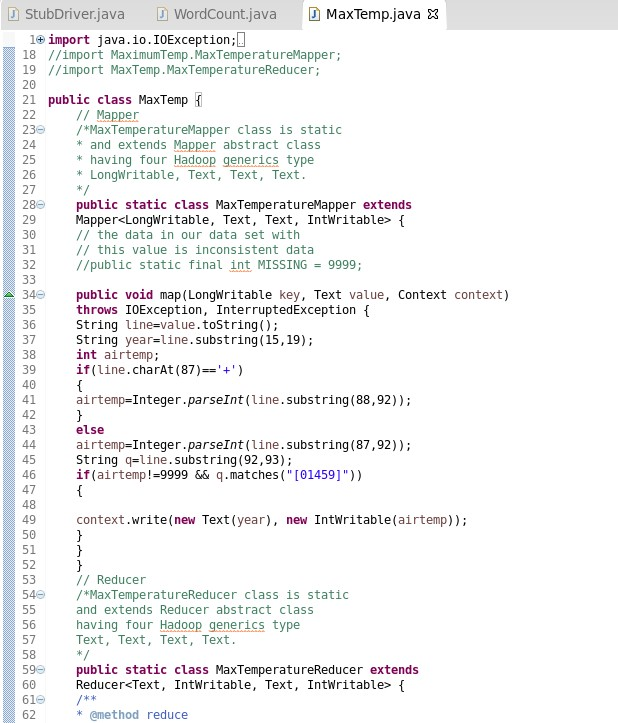 StubDriver.java WordCount.java MaxTemp.java
1 import java.io.IOException;
18 //import MaximumTemp.MaxTemperatureMapper;
19 //import MaxTemp.MaxTemperatureReducer;
20
21 public class MaxTemp {
22 // Mapper
23 /*MaxTemperatureMapper class is static
24 * and extends Mapper abstract class
25 * having four Hadoop generics type
26 * LongWritable, Text, Text, Text.
27 */
28 public static class MaxTemperatureMapper extends
29 Mapper<LongWritable, Text, Text, IntWritable> {
30 // the data in our data set with
31 // this value is inconsistent data
32 //public static final int MISSING = 9999;
33
34 public void map(LongWritable key, Text value, Context context)
35 throws IOException, InterruptedException {
36 String line=value.toString();
37 String year=line.substring(15,19);
38 int airtemp;
39 if(line.charAt(87)=='+')
40 {
41 airtemp=Integer.parseInt(line.substring(88,92));
42 }
43 else
44 airtemp=Integer.parseInt(line.substring(87,92));
45 String q=line.substring(92,93);
46 if(airtemp!=9999 && q.matches("[01459]"))
47 {
48
49 context.write(new Text(year), new IntWritable(airtemp));
50 }
51 }
52 }
53 // Reducer
54 /*MaxTemperatureReducer class is static
55 and extends Reducer abstract class
56 having four Hadoop generics type
57 Text, Text, Text, Text.
58 */
59 public static class MaxTemperatureReducer extends
60 Reducer<Text, IntWritable, Text, IntWritable> {
61 /**
62 * @method reduce